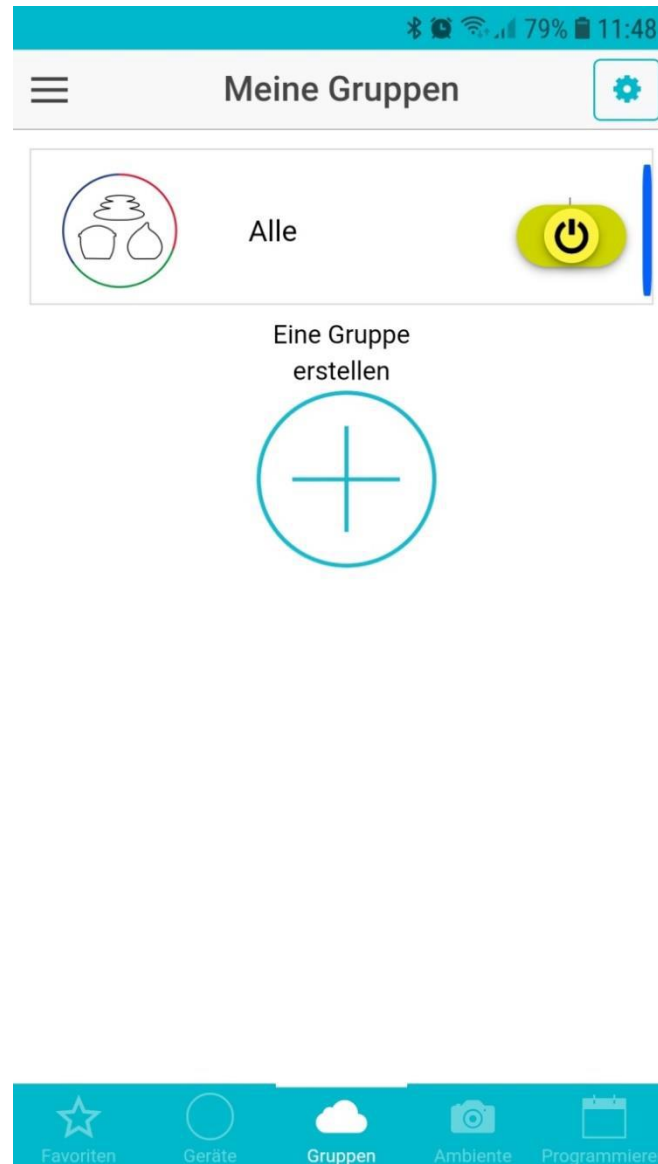 79% 11:48
Meine Gruppen
Alle
Eine Gruppe
erstellen
Favoriten Geräte Gruppen Ambiente Programmiere